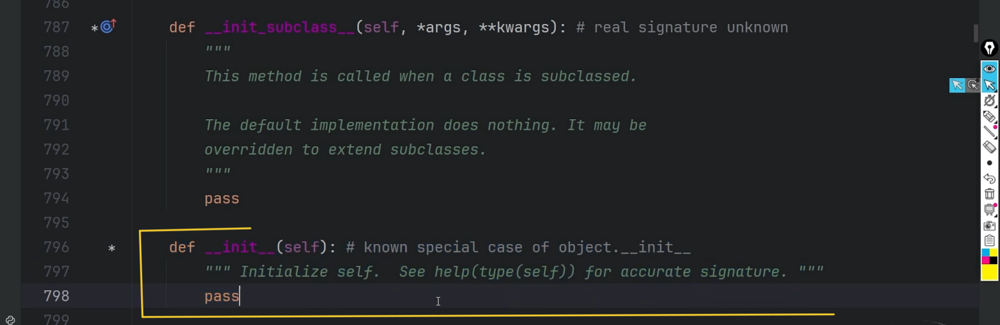 786
787 def __init_subclass__(self, *args, **kwargs): # real signature unknown
788 """
789 This method is called when a class is subclassed.
790
791 The default implementation does nothing. It may be
792 overridden to extend subclasses.
793 """
794 pass
795
796 def __init__(self): # known special case of object.__init__
797 """ Initialize self.  See help(type(self)) for accurate signature. """
798 pass
799